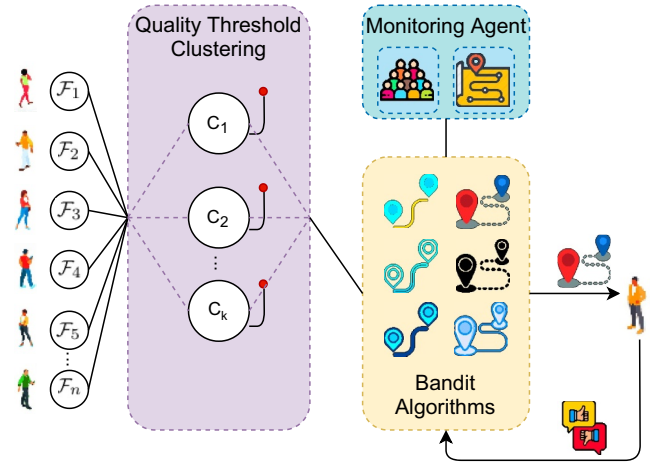 Quality Threshold
Clustering
Monitoring Agent
ℱ₁
ℱ₂
ℱ₃
ℱ₄
ℱ₅
ℱₙ
C₁
C₂
Cₖ
Bandit
Algorithms